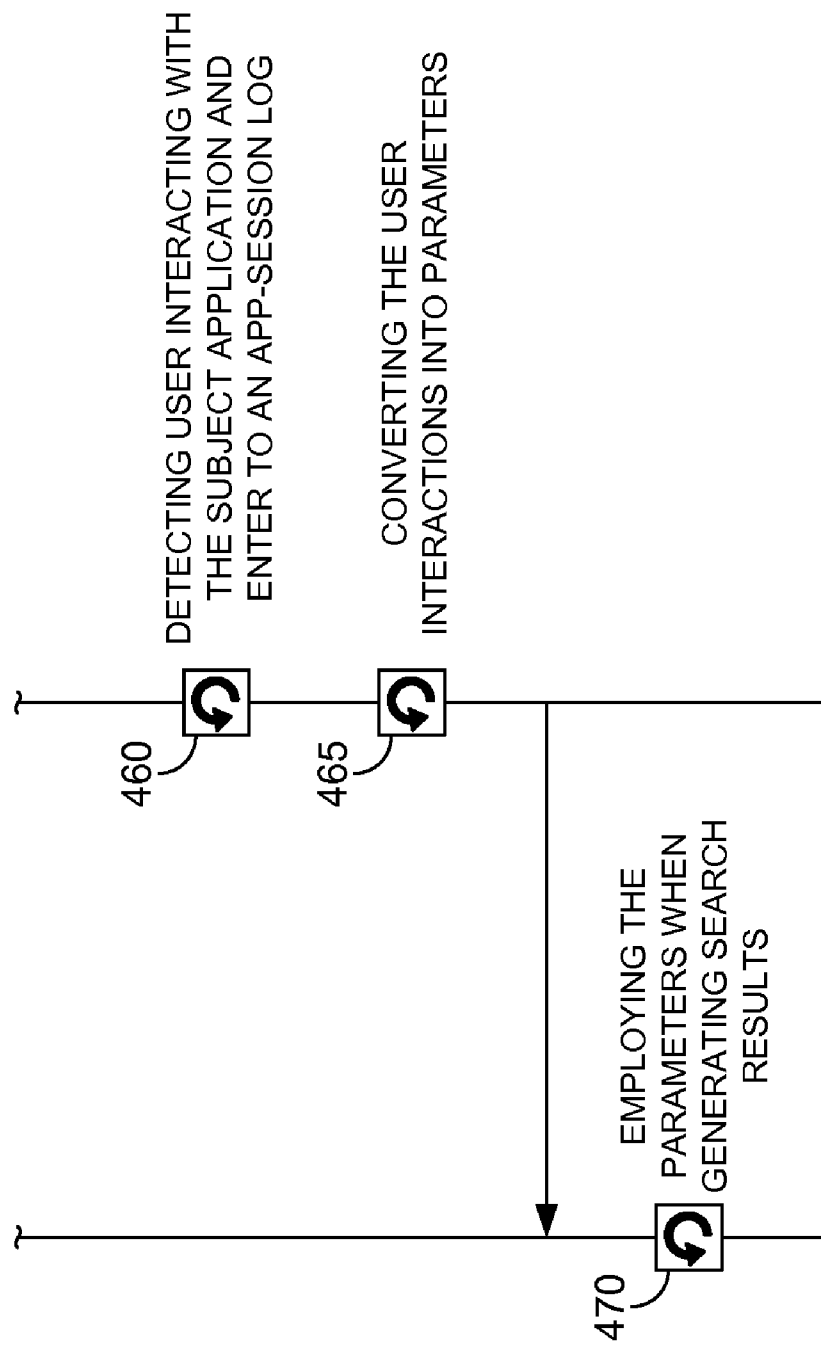 460
DETECTING USER INTERACTING WITH
THE SUBJECT APPLICATION AND
ENTER TO AN APP-SESSION LOG
465
CONVERTING THE USER
INTERACTIONS INTO PARAMETERS
EMPLOYING THE
PARAMETERS WHEN
GENERATING SEARCH
RESULTS
470